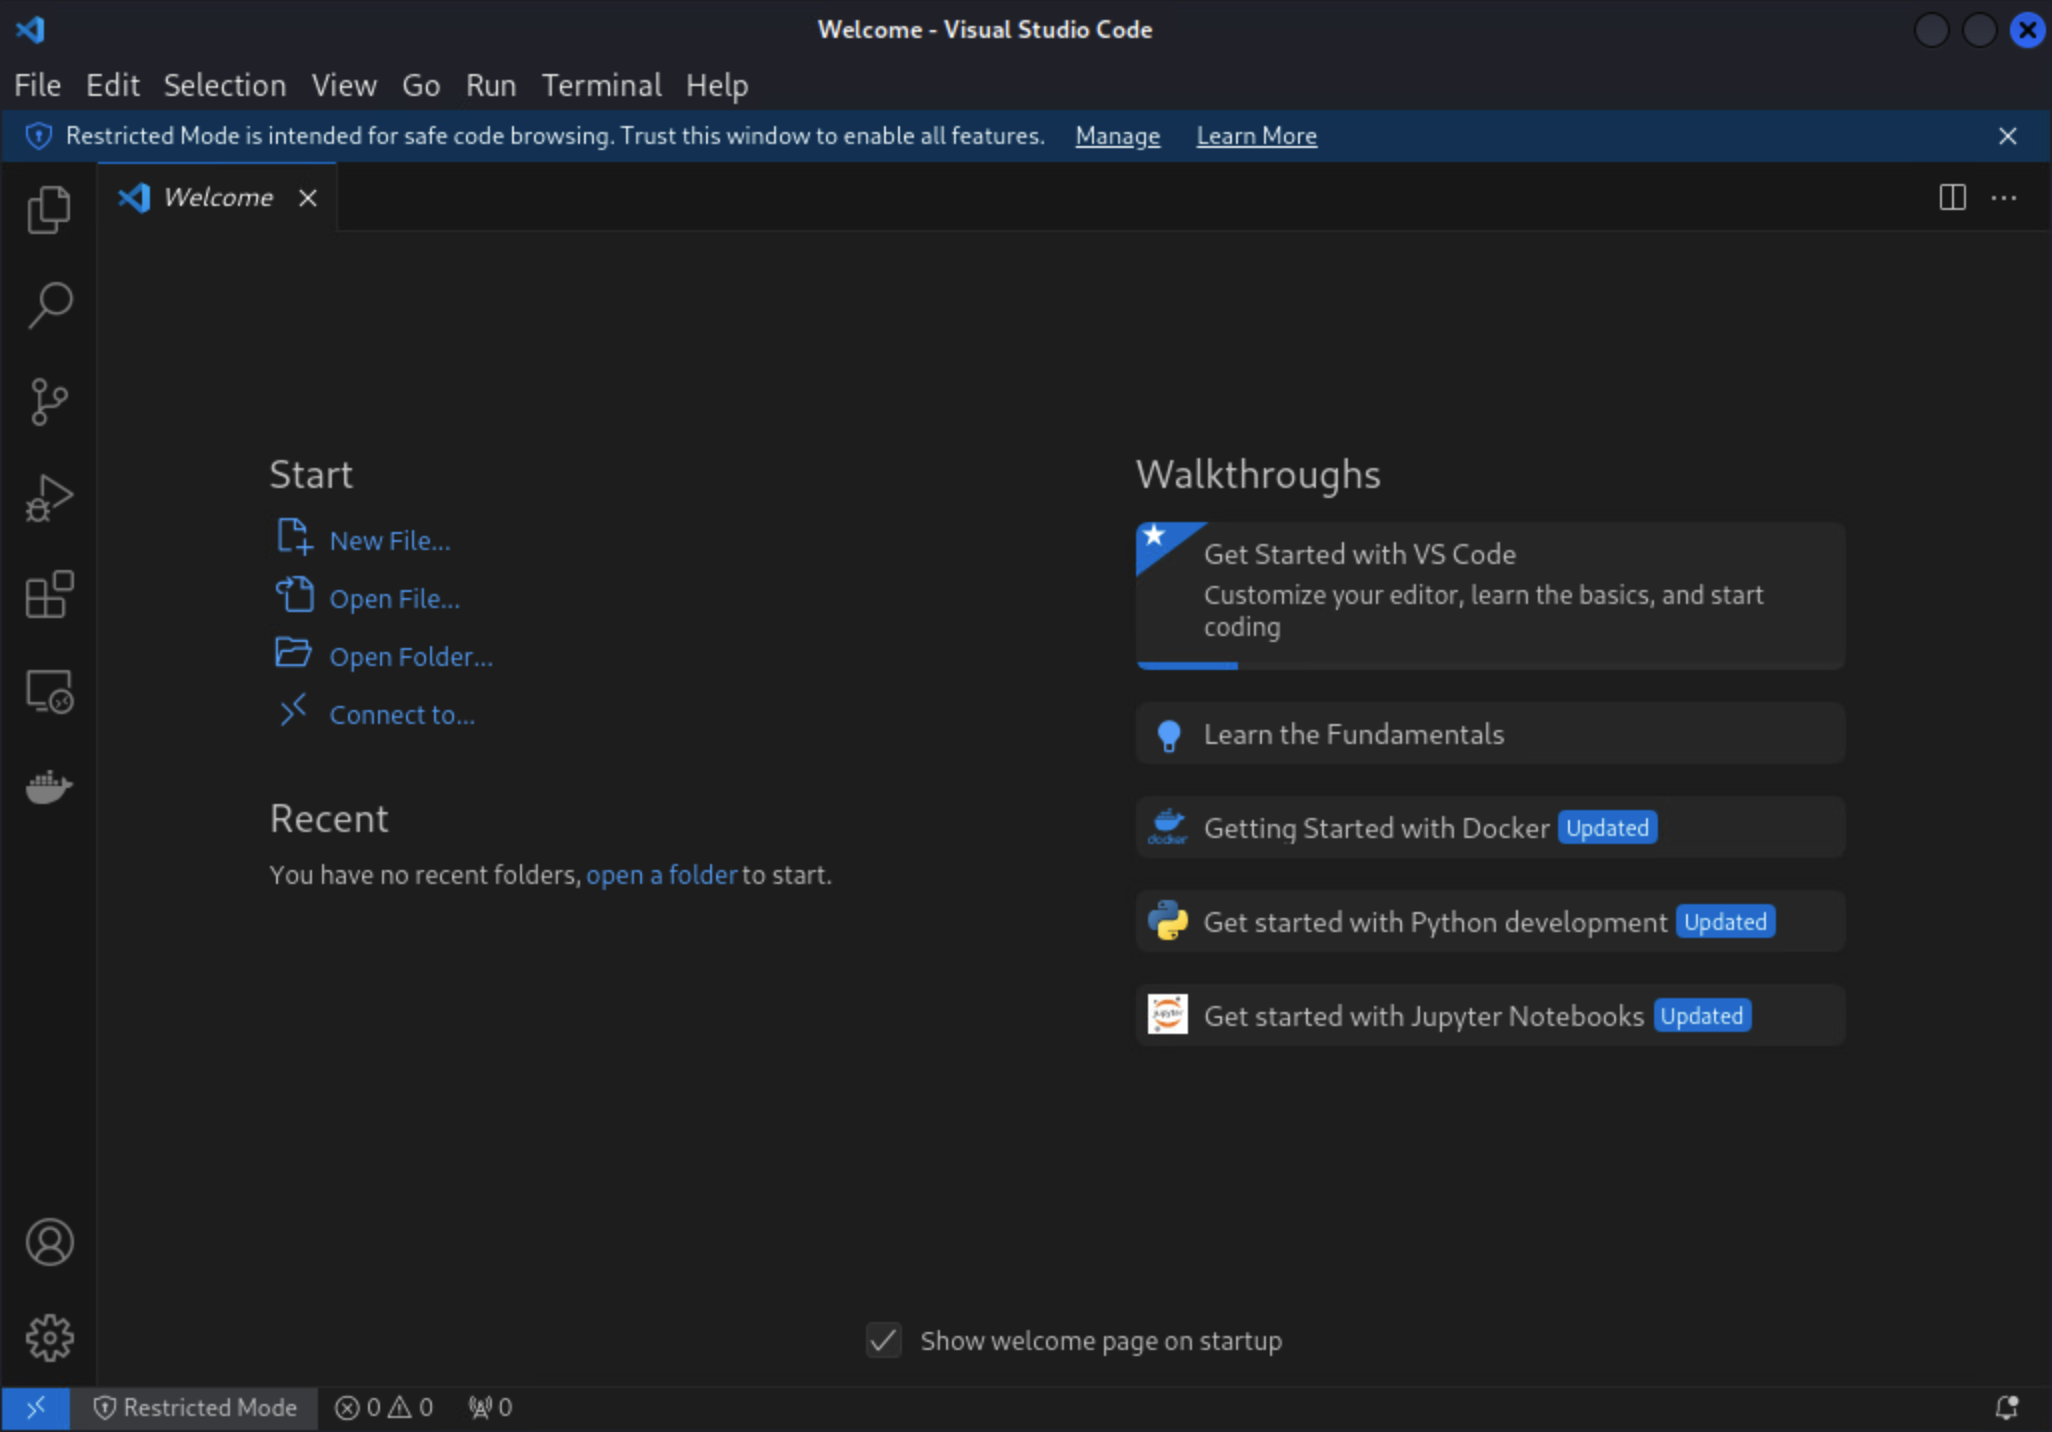 Welcome - Visual Studio Code
File Edit Selection View Go Run Terminal Help
Restricted Mode is intended for safe code browsing. Trust this window to enable all features. Manage Learn More
Welcome
Start
New File...
Open File...
Open Folder...
Connect to...
Recent
You have no recent folders, open a folder to start.
Walkthroughs
Get Started with VS Code
Customize your editor, learn the basics, and start
coding
Learn the Fundamentals
docker
Getting Started with Docker Updated
Get started with Python development Updated
jupyter
Get started with Jupyter Notebooks Updated
Show welcome page on startup
Restricted Mode 0 0 0